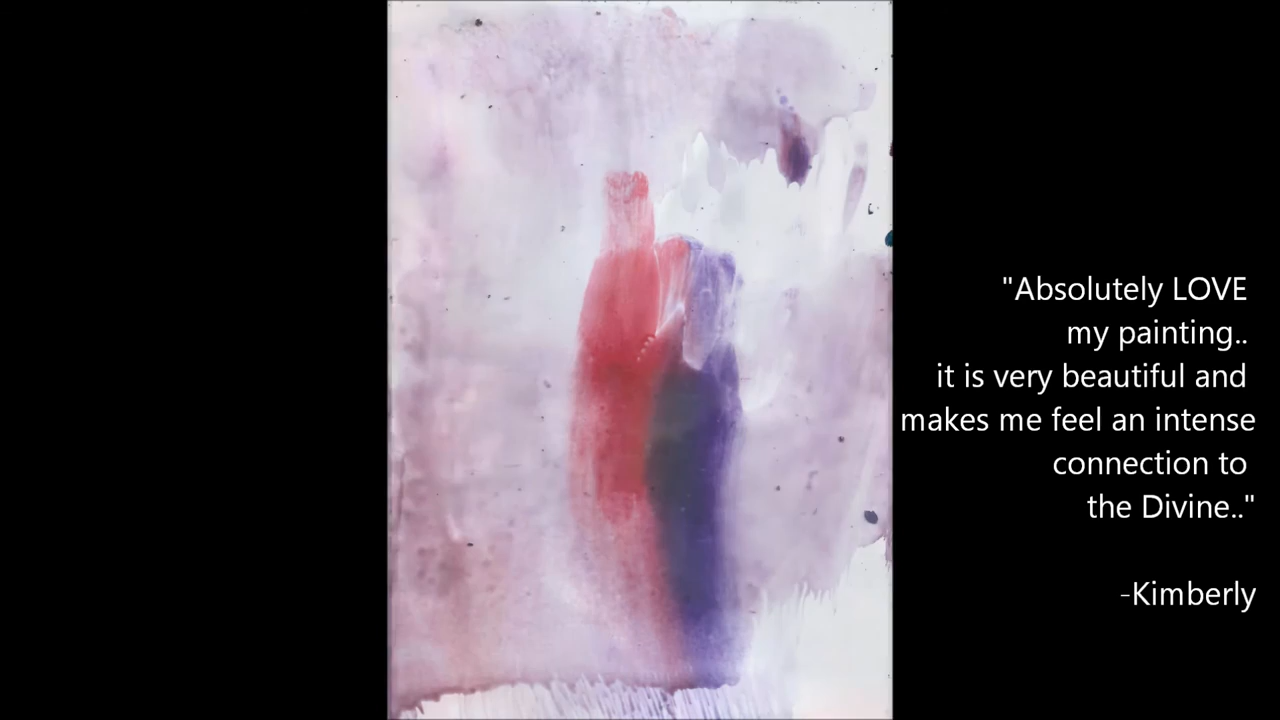 "Absolutely LOVE
my painting..
it is very beautiful and
makes me feel an intense
connection to
the Divine.."
-Kimberly